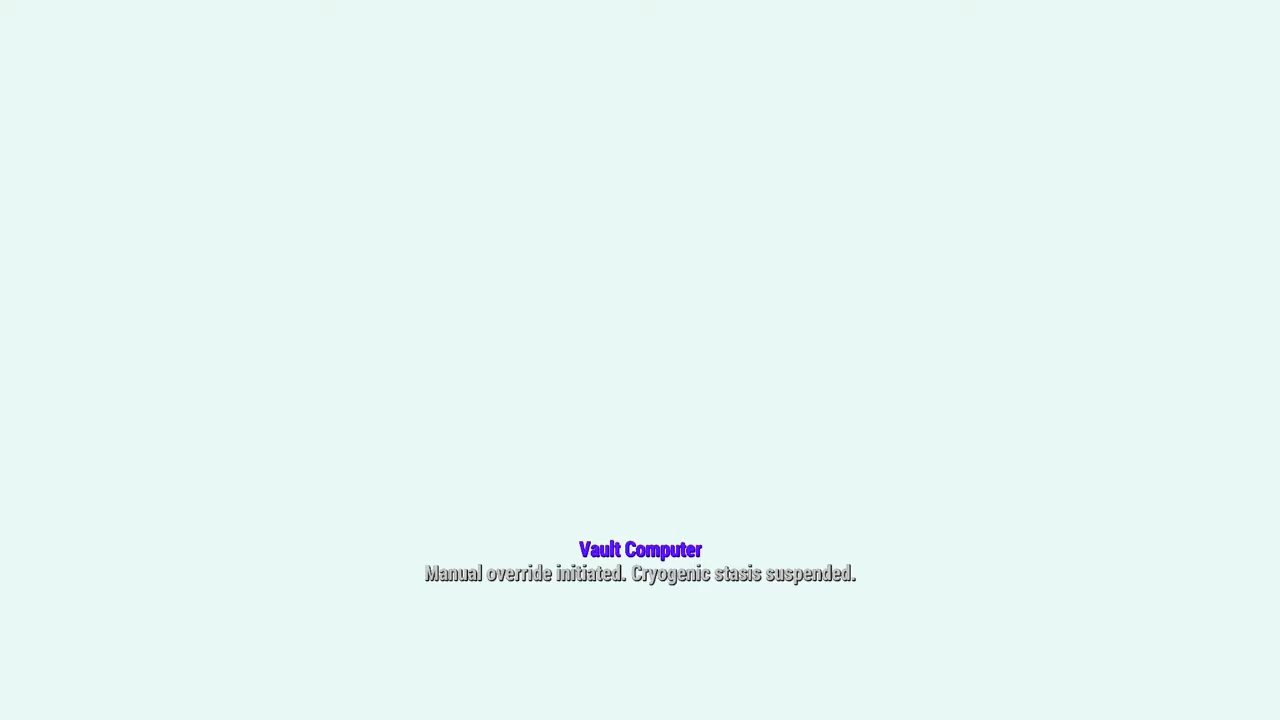 Vault Computer
Manual override initiated. Cryogenic stasis suspended.